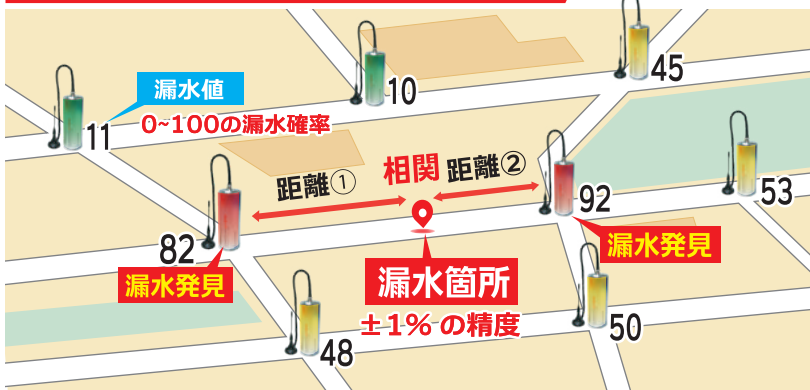 45
10
漏水値
11
0~100の漏水確率
相関
距離②
距離①
53
92
82
漏水発見
漏水発見
漏水箇所
±1%の精度
50
48